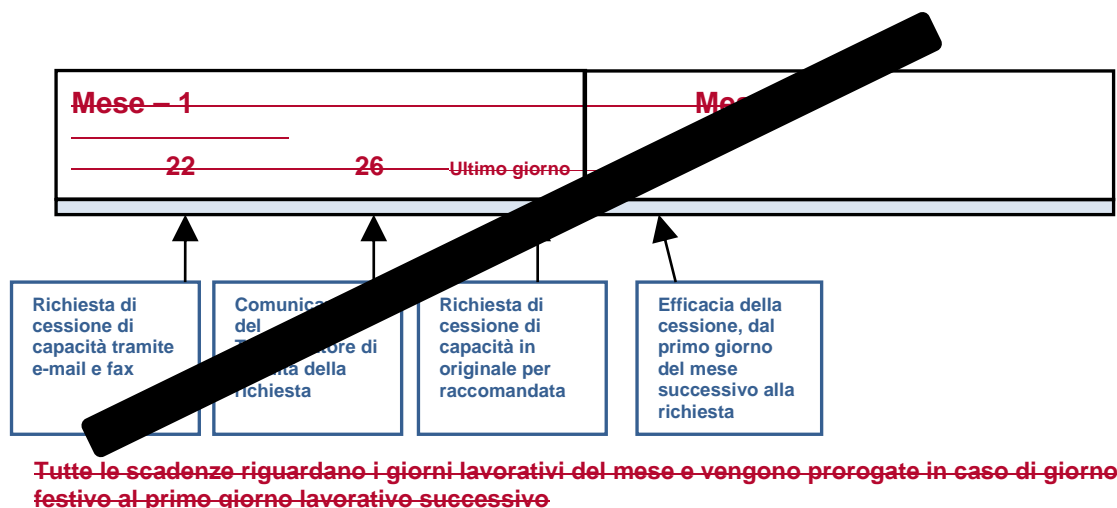 Mese – 1
22 26 Ultimo giorno
Richiesta di
cessione di
capacità tramite
e-mail e fax
del
di
della
richiesta
Richiesta di
cessione di
capacità in
originale per
raccomandata
Efficacia della
cessione, dal
primo giorno
del mese
successivo alla
richiesta
Tutte le scadenze riguardano i giorni lavorativi del mese e vengono prorogate in caso di giorno
festivo al primo giorno lavorativo successivo